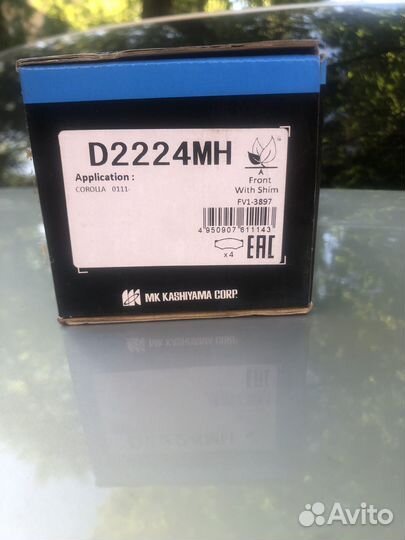 D2224MH
Application :
COROLLA 0111-
A
Front
With Shim
FV1-3897
4 950907 611143
x4
EAC
MK KASHIYAMA CORP.
Avito